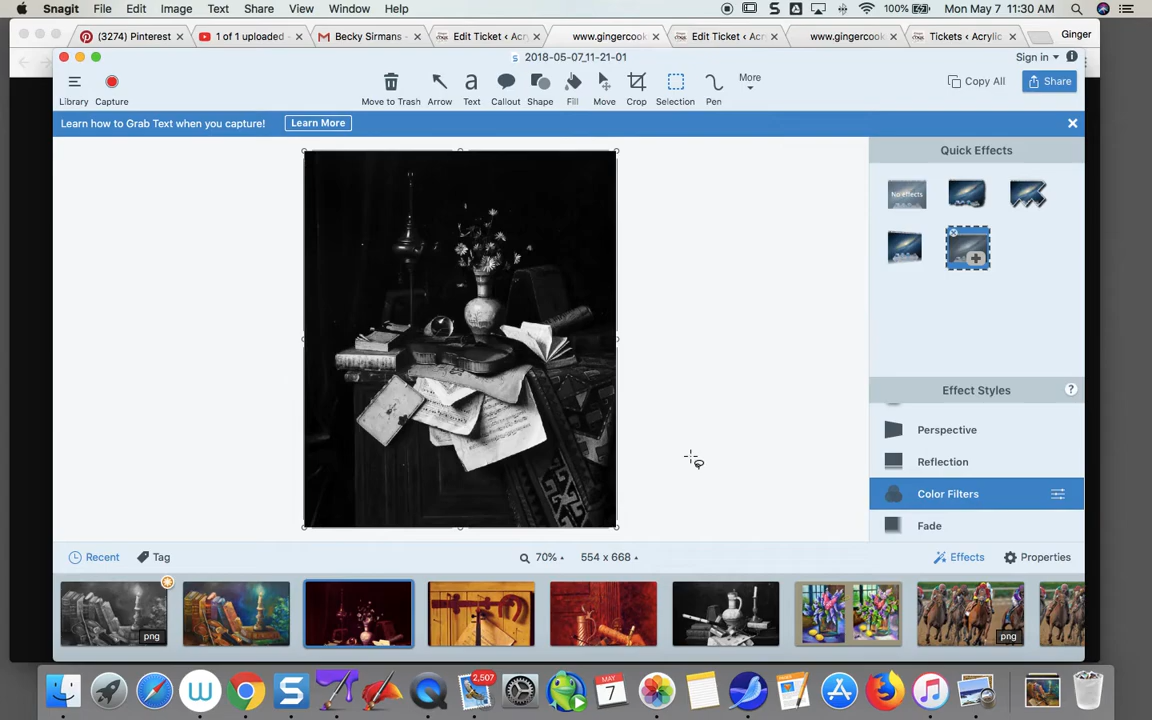 Snagit File Edit Image Text Share View Window Help 100% Mon May 7 11:30 AM
(3274) Pinterest 1 of 1 uploaded - Becky Sirmans - Edit Ticket ‹ Acr www.gingercook Edit Ticket ‹ Acr www.gingercook Tickets ‹ Acrylic Ginger
2018-05-07_11-21-01 Sign in
Library Capture Move to Trash Arrow Text Callout Shape Fill Move Crop Selection Pen More Copy All Share
Learn how to Grab Text when you capture! Learn More
Quick Effects
No effects
Effect Styles ?
Perspective
Reflection
Color Filters
Fade
Recent Tag 70% 554 x 668 Effects Properties
png png
2,507 MAY 7